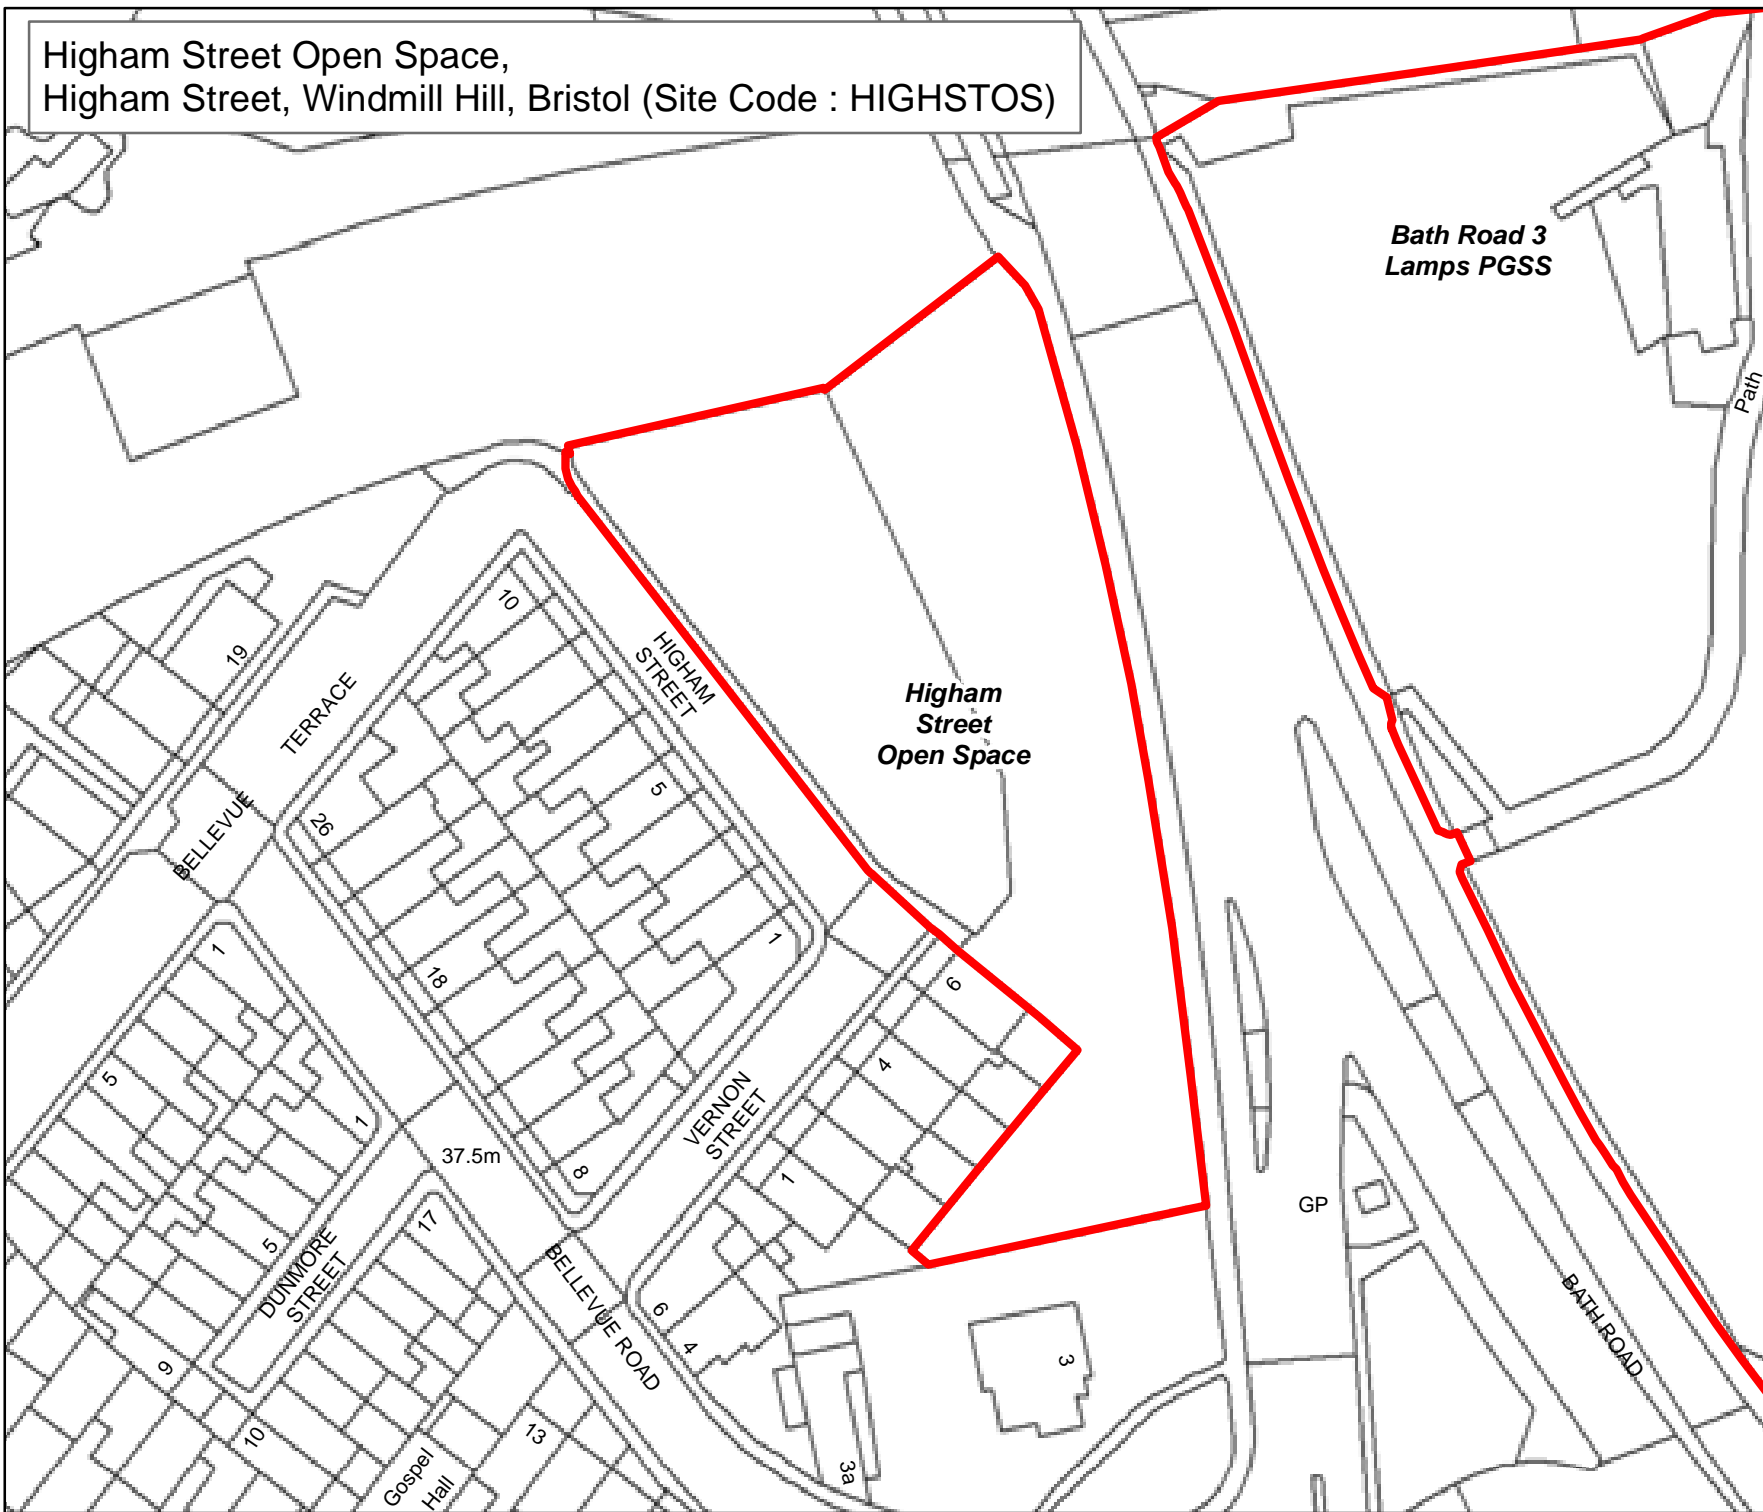 Higham Street Open Space,
Higham Street, Windmill Hill, Bristol (Site Code : HIGHSTOS)
Bath Road 3
Lamps PGSS
Path
10
HIGHAM
STREET
19
TERRACE
BELLEVUE
26
5
Higham
Street
Open Space
1
18
1
6
4
5
1
VERNON
STREET
37.5m
8
1
17
5
DUNMORE
STREET
BELLEVUE ROAD
GP
BATH ROAD
6
4
3
9
10
13
3a
Gospel
Hall